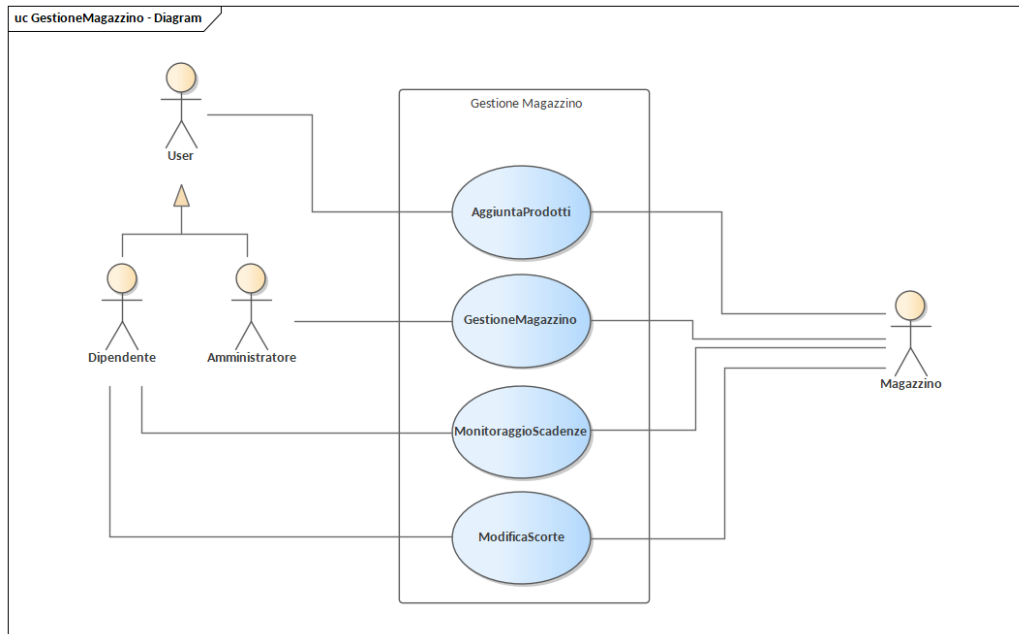 uc GestioneMagazzino - Diagram
Gestione Magazzino
User
AggiuntaProdotti
GestioneMagazzino
Dipendente
Amministratore
Magazzino
MonitoraggioScadenze
ModificaScorte